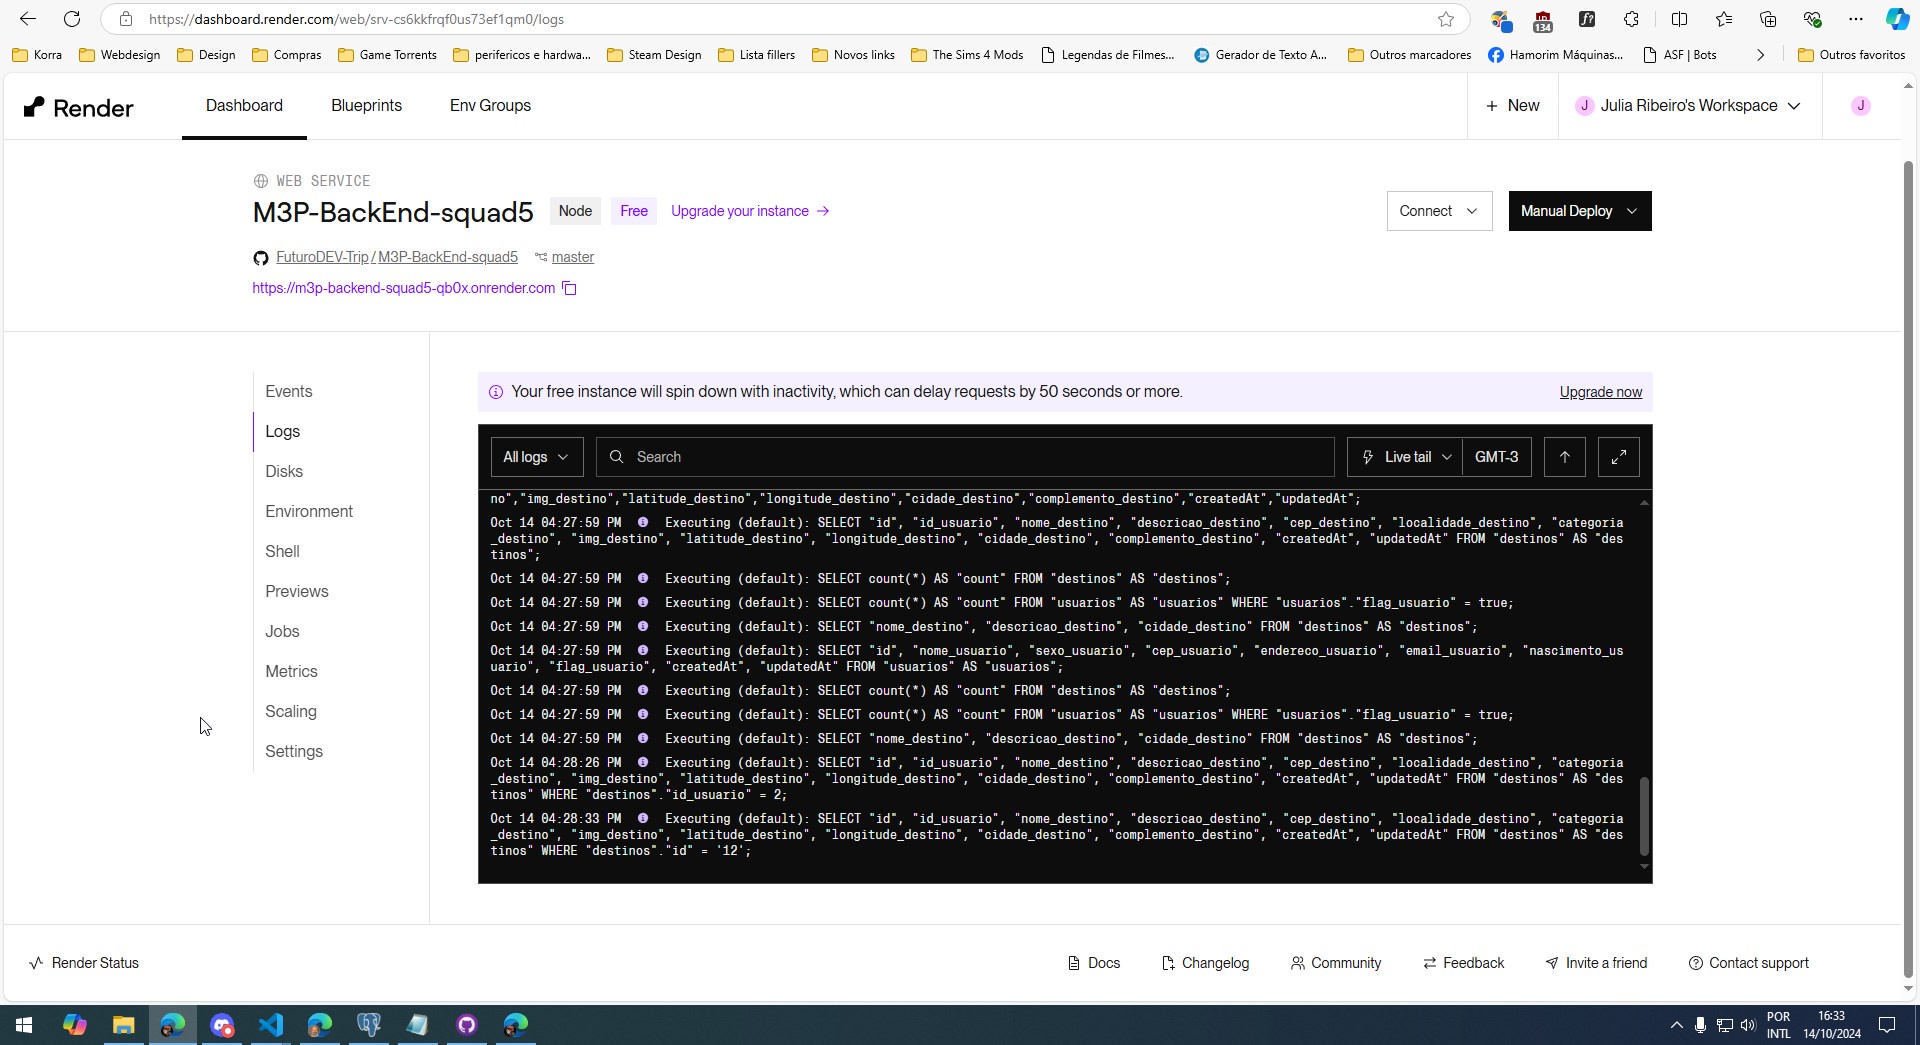 https://dashboard.render.com/web/srv-cs6kkfrqf0us73ef1qm0/logs
134
f?
Korra
Webdesign
Design
Compras
Game Torrents
perifericos e hardwa...
Steam Design
Lista fillers
Novos links
The Sims 4 Mods
Legendas de Filmes...
Gerador de Texto A...
Outros marcadores
Hamorim Máquinas...
ASF | Bots
Outros favoritos
Render
Dashboard
Blueprints
Env Groups
+ New
J Julia Ribeiro's Workspace
J
WEB SERVICE
M3P-BackEnd-squad5
Node
Free
Upgrade your instance →
Connect
Manual Deploy
FuturoDEV-Trip / M3P-BackEnd-squad5
master
https://m3p-backend-squad5-qb0x.onrender.com
Events
Logs
Disks
Environment
Shell
Previews
Jobs
Metrics
Scaling
Settings
Your free instance will spin down with inactivity, which can delay requests by 50 seconds or more.
Upgrade now
All logs
Search
Live tail
GMT-3
no","img_destino","latitude_destino","longitude_destino","cidade_destino","complemento_destino","createdAt","updatedAt";
Oct 14 04:27:59 PM Executing (default): SELECT "id", "id_usuario", "nome_destino", "descricao_destino", "cep_destino", "localidade_destino", "categoria
_destino", "img_destino", "latitude_destino", "longitude_destino", "cidade_destino", "complemento_destino", "createdAt", "updatedAt" FROM "destinos" AS "des
tinos";
Oct 14 04:27:59 PM Executing (default): SELECT count(*) AS "count" FROM "destinos" AS "destinos";
Oct 14 04:27:59 PM Executing (default): SELECT count(*) AS "count" FROM "usuarios" AS "usuarios" WHERE "usuarios"."flag_usuario" = true;
Oct 14 04:27:59 PM Executing (default): SELECT "nome_destino", "descricao_destino", "cidade_destino" FROM "destinos" AS "destinos";
Oct 14 04:27:59 PM Executing (default): SELECT "id", "nome_usuario", "sexo_usuario", "cep_usuario", "endereco_usuario", "email_usuario", "nascimento_us
uario", "flag_usuario", "createdAt", "updatedAt" FROM "usuarios" AS "usuarios";
Oct 14 04:27:59 PM Executing (default): SELECT count(*) AS "count" FROM "destinos" AS "destinos";
Oct 14 04:27:59 PM Executing (default): SELECT count(*) AS "count" FROM "usuarios" AS "usuarios" WHERE "usuarios"."flag_usuario" = true;
Oct 14 04:27:59 PM Executing (default): SELECT "nome_destino", "descricao_destino", "cidade_destino" FROM "destinos" AS "destinos";
Oct 14 04:28:26 PM Executing (default): SELECT "id", "id_usuario", "nome_destino", "descricao_destino", "cep_destino", "localidade_destino", "categoria
_destino", "img_destino", "latitude_destino", "longitude_destino", "cidade_destino", "complemento_destino", "createdAt", "updatedAt" FROM "destinos" AS "des
tinos" WHERE "destinos"."id_usuario" = 2;
Oct 14 04:28:33 PM Executing (default): SELECT "id", "id_usuario", "nome_destino", "descricao_destino", "cep_destino", "localidade_destino", "categoria
_destino", "img_destino", "latitude_destino", "longitude_destino", "cidade_destino", "complemento_destino", "createdAt", "updatedAt" FROM "destinos" AS "des
tinos" WHERE "destinos"."id" = '12';
Render Status
Docs
Changelog
Community
Feedback
Invite a friend
Contact support
POR
INTL
16:33
14/10/2024